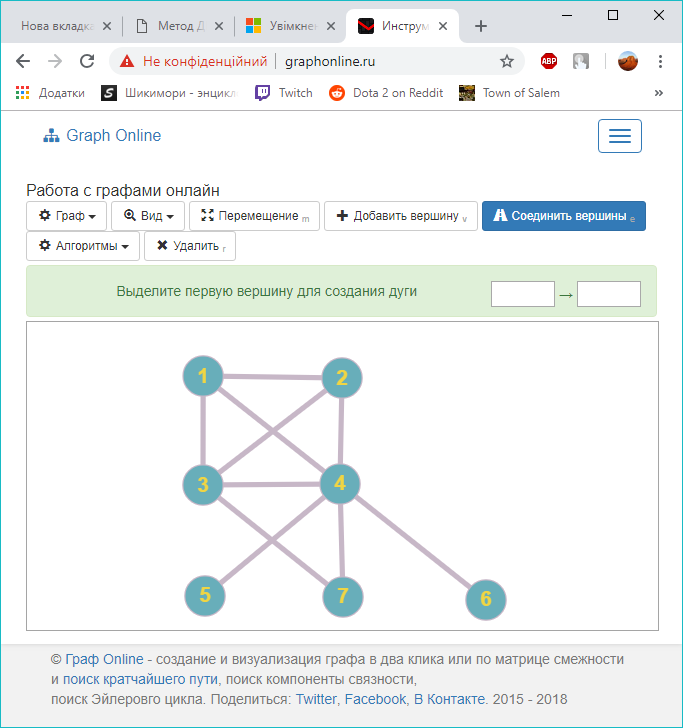 Нова вкладка
Метод Д
Увімкнен
Инструм
Не конфіденційний | graphonline.ru
ABP
Додатки
Шикимори - энцикл
Twitch
Dota 2 on Reddit
Town of Salem
»
Graph Online
Работа с графами онлайн
Граф
Вид
Перемещение m
Добавить вершину v
Соединить вершины e
Алгоритмы
Удалить r
Выделите первую вершину для создания дуги →
1 2
3 4
5 7 6
© Граф Online - создание и визуализация графа в два клика или по матрице смежности
и поиск кратчайшего пути, поиск компоненты связности,
поиск Эйлерово цикла. Поделиться: Twitter, Facebook, В Контакте. 2015 - 2018